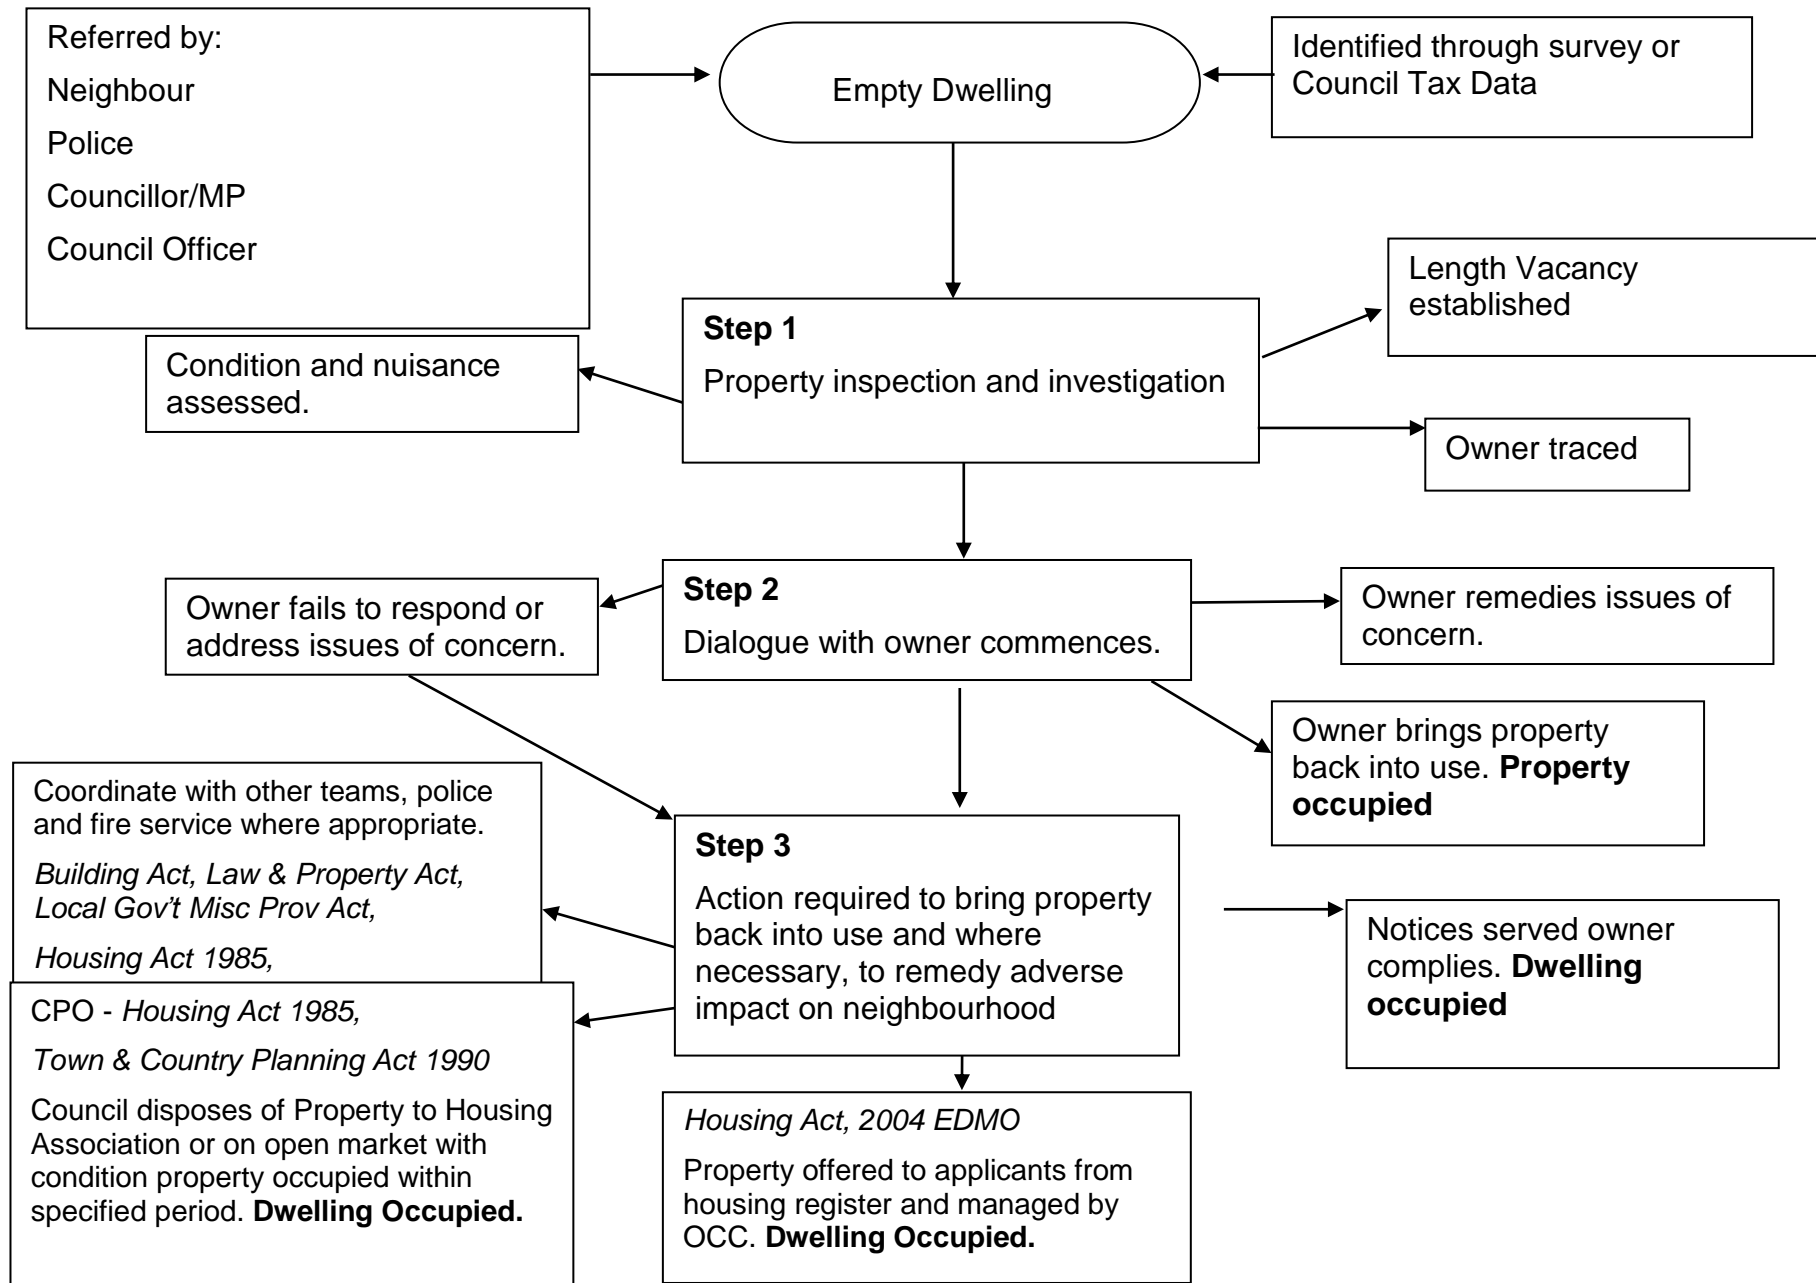 Referred by:
Neighbour
Police
Councillor/MP
Council Officer
Empty Dwelling
Identified through survey or
Council Tax Data
Length Vacancy
established
Step 1
Property inspection and investigation
Condition and nuisance
assessed.
Owner traced
Step 2
Dialogue with owner commences.
Owner fails to respond or
address issues of concern.
Owner remedies issues of
concern.
Owner brings property
back into use. Property
occupied
Coordinate with other teams, police
and fire service where appropriate.
Building Act, Law & Property Act,
Local Gov't Misc Prov Act,
Housing Act 1985,
Step 3
Action required to bring property
back into use and where
necessary, to remedy adverse
impact on neighbourhood
Notices served owner
complies. Dwelling
occupied
CPO - Housing Act 1985,
Town & Country Planning Act 1990
Council disposes of Property to Housing
Association or on open market with
condition property occupied within
specified period. Dwelling Occupied.
Housing Act, 2004 EDMO
Property offered to applicants from
housing register and managed by
OCC. Dwelling Occupied.